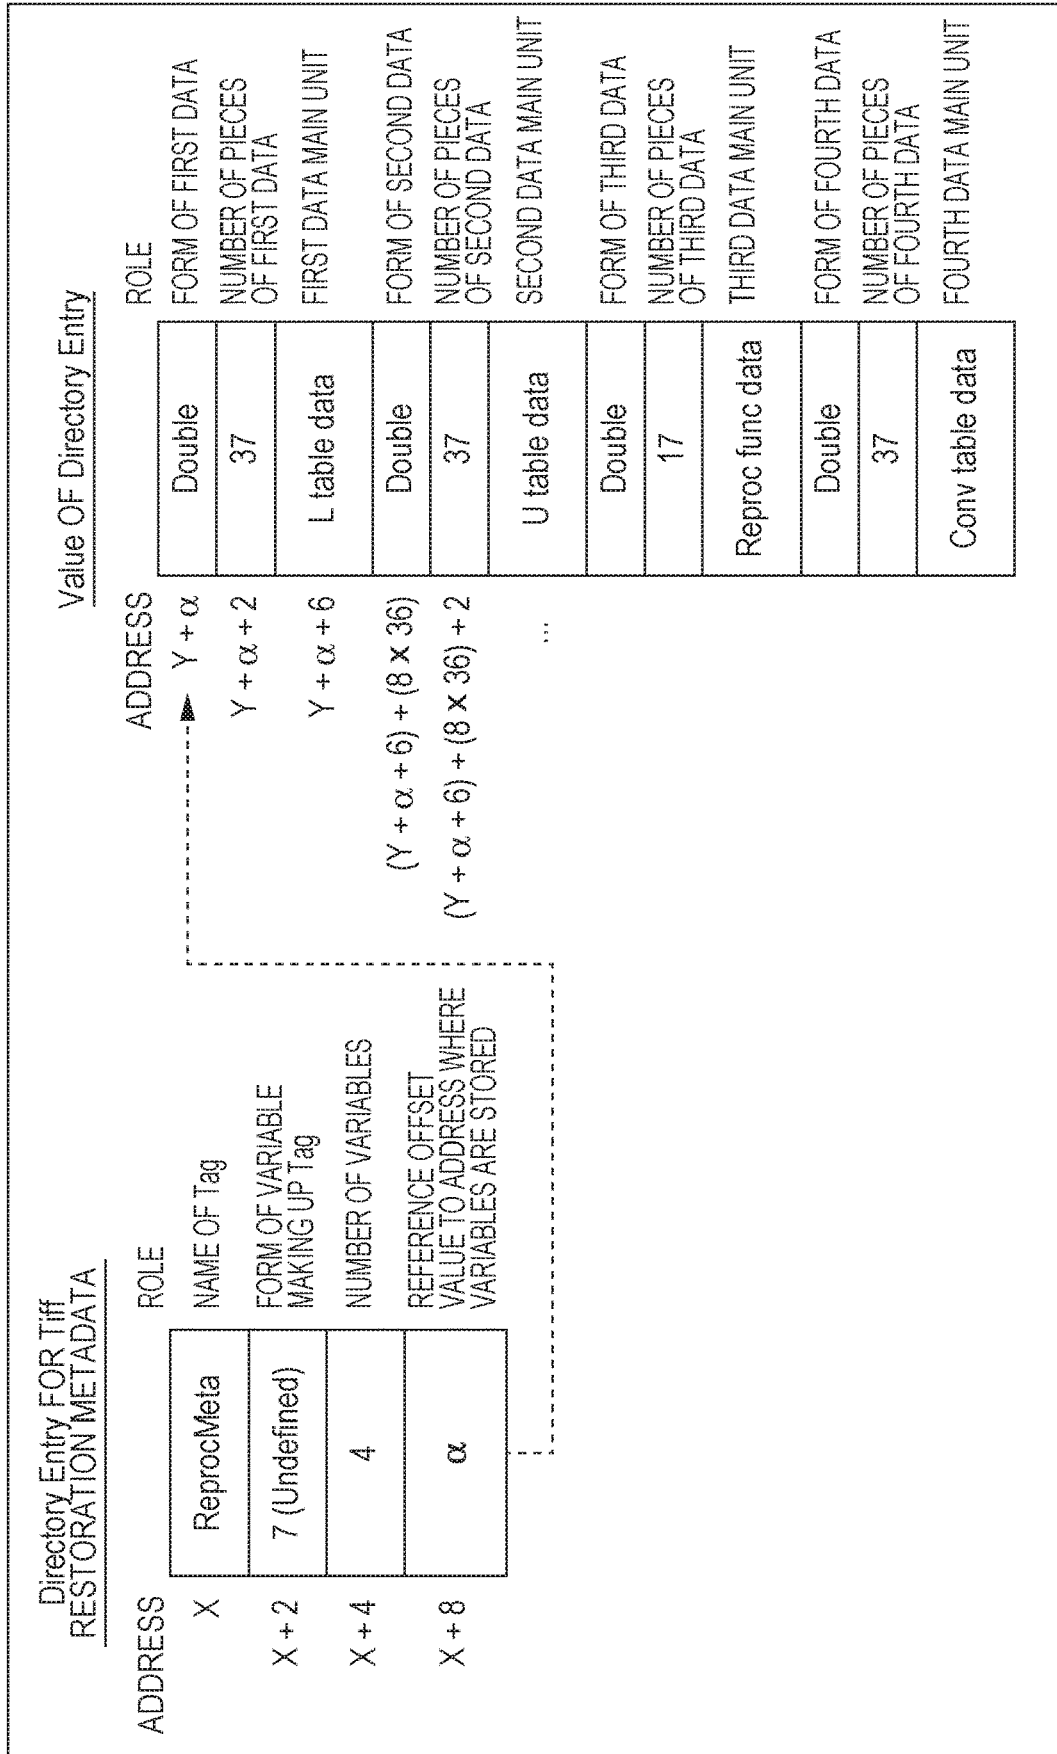 Directory Entry FOR Tiff
RESTORATION METADATA
ADDRESS
ROLE
X
ReprocMeta
NAME OF Tag
X + 2
7 (Undefined)
FORM OF VARIABLE
MAKING UP Tag
X + 4
4
NUMBER OF VARIABLES
X + 8
α
REFERENCE OFFSET
VALUE TO ADDRESS WHERE
VARIABLES ARE STORED
Value OF Directory Entry
ADDRESS
ROLE
Y + α
Double
FORM OF FIRST DATA
Y + α + 2
37
NUMBER OF PIECES
OF FIRST DATA
Y + α + 6
L table data
FIRST DATA MAIN UNIT
(Y + α + 6) + (8 x 36)
Double
FORM OF SECOND DATA
(Y + α + 6) + (8 x 36) + 2
37
NUMBER OF PIECES
OF SECOND DATA
...
U table data
SECOND DATA MAIN UNIT
Double
FORM OF THIRD DATA
17
NUMBER OF PIECES
OF THIRD DATA
Reproc func data
THIRD DATA MAIN UNIT
Double
FORM OF FOURTH DATA
37
NUMBER OF PIECES
OF FOURTH DATA
Conv table data
FOURTH DATA MAIN UNIT